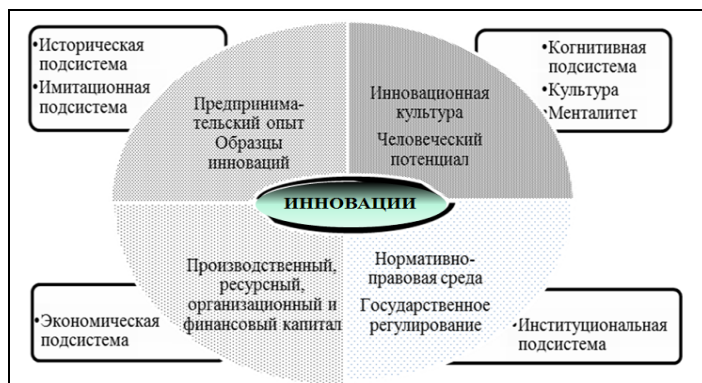 •Историческая
подсистема
•Имитационная
подсистема
Предпринима-
тельский опыт
Образцы
инноваций
Инновационная
культура
Человеческий
потенциал
•Когнитивная
подсистема
•Культура
•Менталитет
ИННОВАЦИИ
•Экономическая
подсистема
Производственный,
ресурсный,
организационный и
финансовый капитал
Нормативно-
правовая среда
Государственное
регулирование
•Институциональная
подсистема